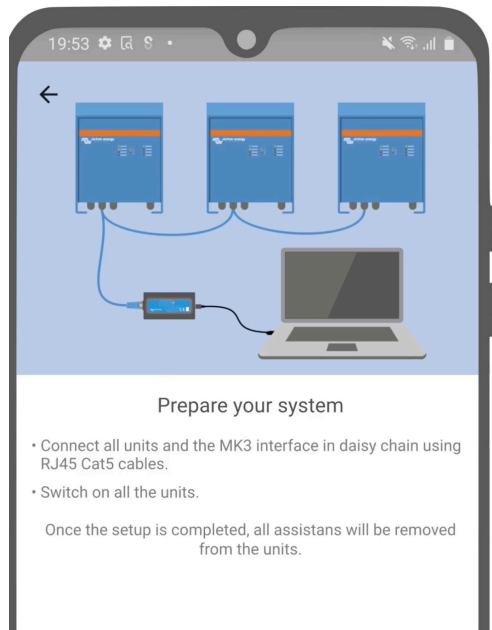 19:53
Prepare your system
• Connect all units and the MK3 interface in daisy chain using
RJ45 Cat5 cables.
• Switch on all the units.
Once the setup is completed, all assistans will be removed
from the units.